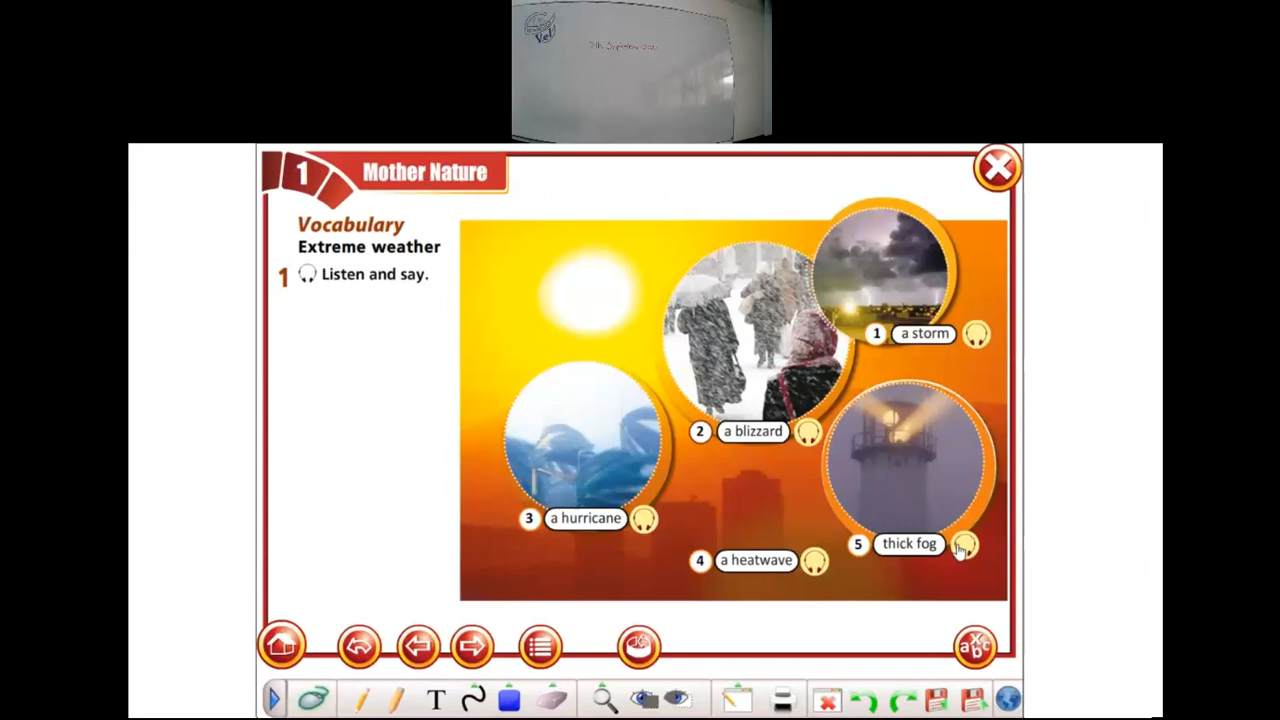 1
Mother Nature
Vocabulary
Extreme weather
1 Listen and say.
1 a storm
2 a blizzard
3 a hurricane
4 a heatwave
5 thick fog